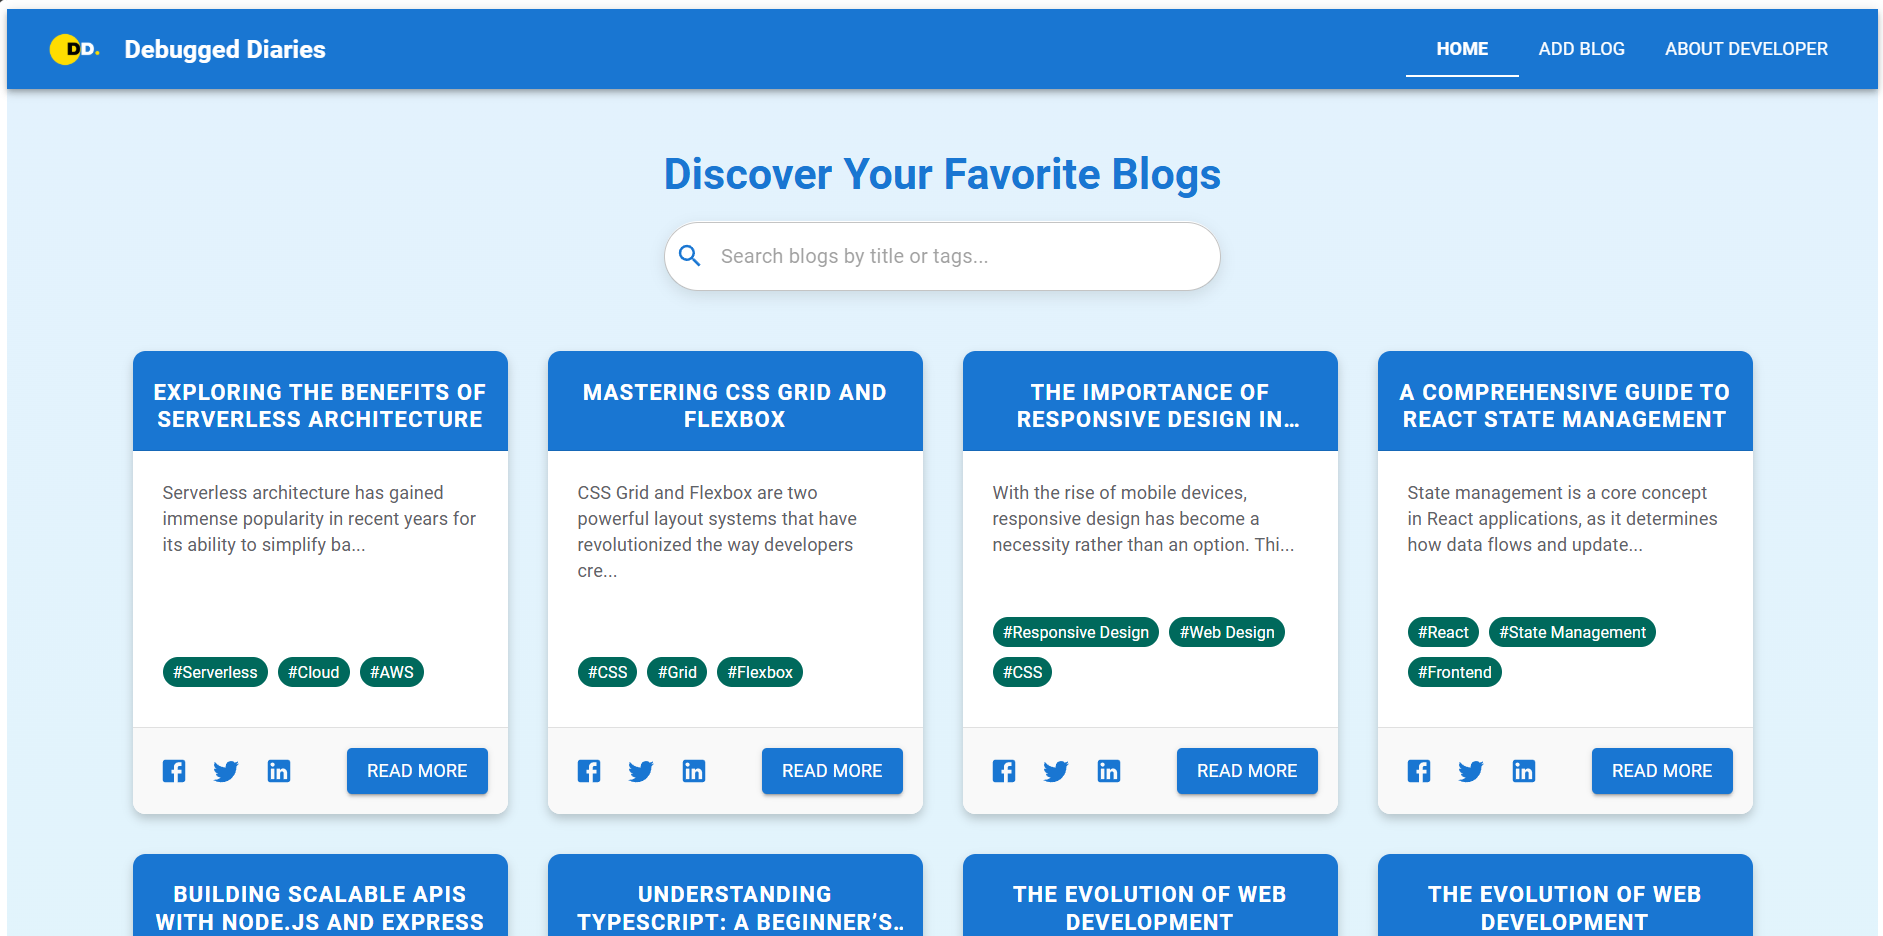 DD.
Debugged Diaries
HOME
ADD BLOG
ABOUT DEVELOPER
Discover Your Favorite Blogs
Search blogs by title or tags...
EXPLORING THE BENEFITS OF
SERVERLESS ARCHITECTURE
Serverless architecture has gained
immense popularity in recent years for
its ability to simplify ba...
#Serverless
#Cloud
#AWS
READ MORE
MASTERING CSS GRID AND
FLEXBOX
CSS Grid and Flexbox are two
powerful layout systems that have
revolutionized the way developers
cre...
#CSS
#Grid
#Flexbox
READ MORE
THE IMPORTANCE OF
RESPONSIVE DESIGN IN...
With the rise of mobile devices,
responsive design has become a
necessity rather than an option. Thi...
#Responsive Design
#Web Design
#CSS
READ MORE
A COMPREHENSIVE GUIDE TO
REACT STATE MANAGEMENT
State management is a core concept
in React applications, as it determines
how data flows and update...
#React
#State Management
#Frontend
READ MORE
BUILDING SCALABLE APIS
WITH NODE.JS AND EXPRESS
UNDERSTANDING
TYPESCRIPT: A BEGINNER’S...
THE EVOLUTION OF WEB
DEVELOPMENT
THE EVOLUTION OF WEB
DEVELOPMENT